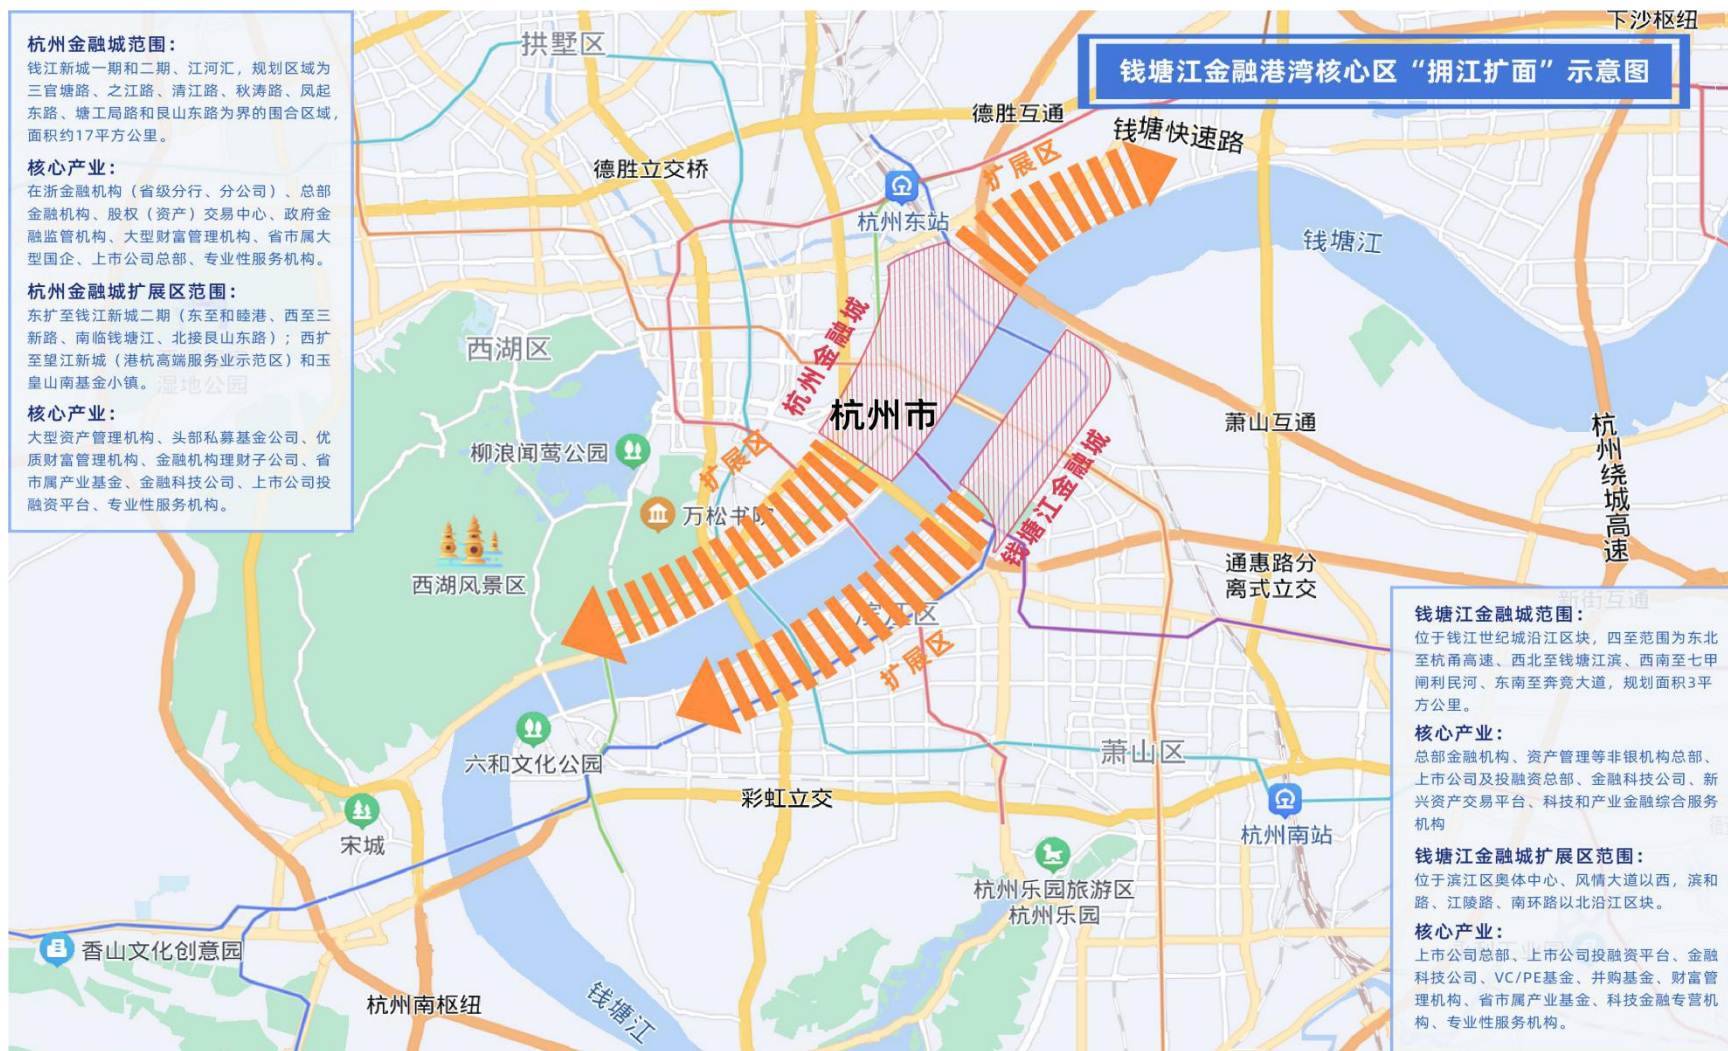 杭州金融城范围：
钱江新城一期和二期、江河汇，规划区域为
三官塘路、之江路、清江路、秋涛路、凤起
东路、塘工局路和艮山东路为界的围合区域，
面积约17平方公里。
核心产业：
在浙金融机构（省级分行、分公司）、总部
金融机构、股权（资产）交易中心、政府金
融监管机构、大型财富管理机构、省市属大
型国企、上市公司总部、专业性服务机构。
杭州金融城扩展区范围：
东扩至钱江新城二期（东至和睦港、西至三
新路、南临钱塘江、北接艮山东路）；西扩
至望江新城（港杭高端服务业示范区）和玉
皇山南基金小镇。
湿地公园
核心产业：
大型资产管理机构、头部私募基金公司、优
质财富管理机构、金融机构理财子公司、省
市属产业基金、金融科技公司、上市公司投
融资平台、专业性服务机构。
下沙枢纽
拱墅区
钱塘江金融港湾核心区“拥江扩面”示意图
德胜互通
钱塘快速路
德胜立交桥
扩展区
杭州东站
钱塘江
杭州金融城
西湖区
杭州市
萧山互通
杭州绕城高速
柳浪闻莺公园
扩展区
钱塘江金融城
万松书院
西湖风景区
通惠路分
离式立交
新街互通
滨江区
扩展区
六和文化公园
萧山区
彩虹立交
宋城
杭州南站
杭州乐园旅游区
杭州乐园
香山文化创意园
杭州南枢纽
钱塘江
钱塘江金融城范围：
位于钱江世纪城沿江区块，四至范围为东北
至杭甬高速、西北至钱塘江滨、西南至七甲
闸利民河、东南至奔竞大道，规划面积3平
方公里。
核心产业：
总部金融机构、资产管理等非银机构总部、
上市公司及投融资总部、金融科技公司、新
兴资产交易平台、科技和产业金融综合服务
机构
钱塘江金融城扩展区范围：
位于滨江区奥体中心、风情大道以西，滨和
路、江陵路、南环路以北沿江区块。
核心产业：
上市公司总部、上市公司投融资平台、金融
科技公司、VC/PE基金、并购基金、财富管
理机构、省市属产业基金、科技金融专营机
构、专业性服务机构。